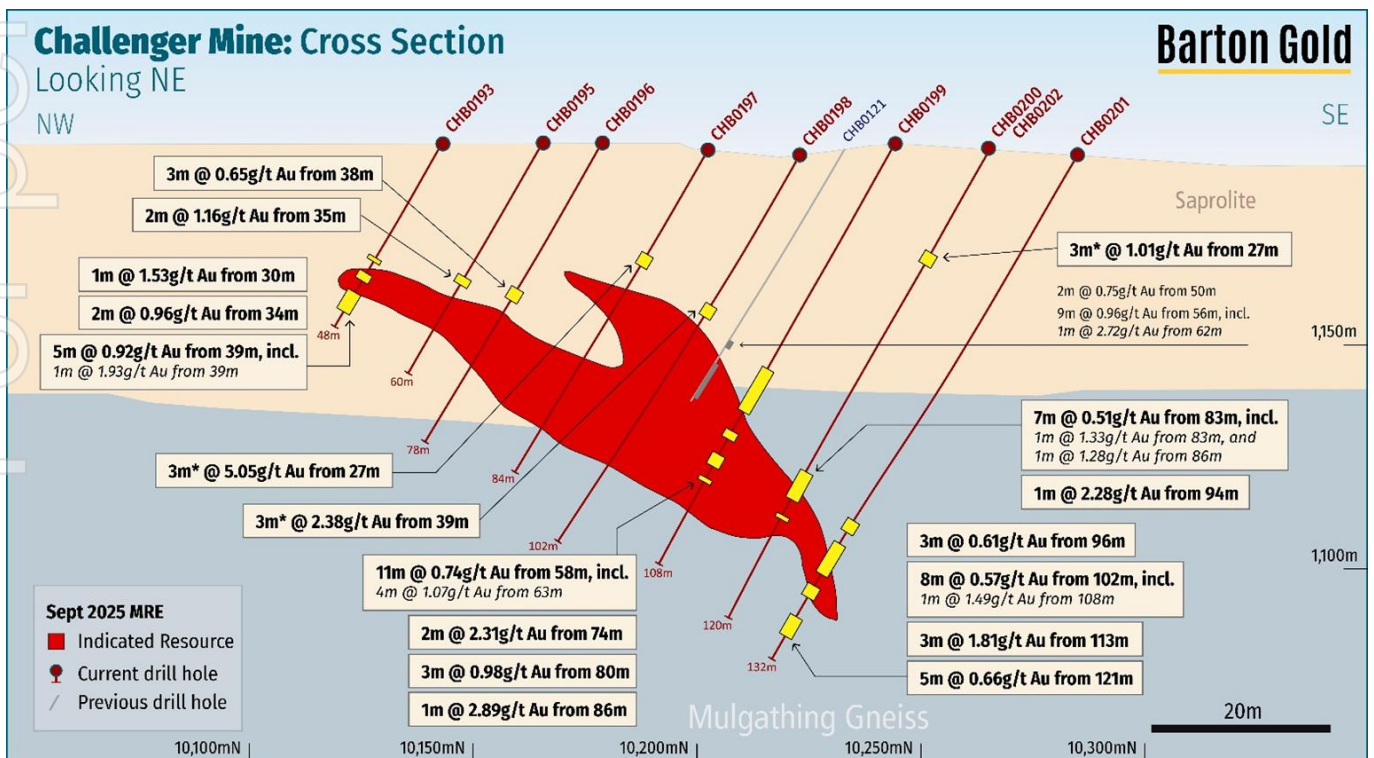 Challenger Mine: Cross Section
Looking NE
NW
Barton Gold
SE
CHB0193
CHB0195
CHB0196
CHB0197
CHB0198
CHB0121
CHB0199
CHB0200
CHB0202
CHB0201
Saprolite
3m @ 0.65g/t Au from 38m
2m @ 1.16g/t Au from 35m
1m @ 1.53g/t Au from 30m
2m @ 0.96g/t Au from 34m
5m @ 0.92g/t Au from 39m, incl.
1m @ 1.93g/t Au from 39m
3m* @ 1.01g/t Au from 27m
2m @ 0.75g/t Au from 50m
9m @ 0.96g/t Au from 56m, incl.
1m @ 2.72g/t Au from 62m
1,150m
48m
60m
78m
84m
102m
108m
120m
132m
3m* @ 5.05g/t Au from 27m
3m* @ 2.38g/t Au from 39m
11m @ 0.74g/t Au from 58m, incl.
4m @ 1.07g/t Au from 63m
2m @ 2.31g/t Au from 74m
3m @ 0.98g/t Au from 80m
1m @ 2.89g/t Au from 86m
7m @ 0.51g/t Au from 83m, incl.
1m @ 1.33g/t Au from 83m, and
1m @ 1.28g/t Au from 86m
1m @ 2.28g/t Au from 94m
3m @ 0.61g/t Au from 96m
8m @ 0.57g/t Au from 102m, incl.
1m @ 1.49g/t Au from 108m
3m @ 1.81g/t Au from 113m
5m @ 0.66g/t Au from 121m
1,100m
Sept 2025 MRE
Indicated Resource
Current drill hole
Previous drill hole
Mulgathing Gneiss
20m
10,100mN
10,150mN
10,200mN
10,250mN
10,300mN